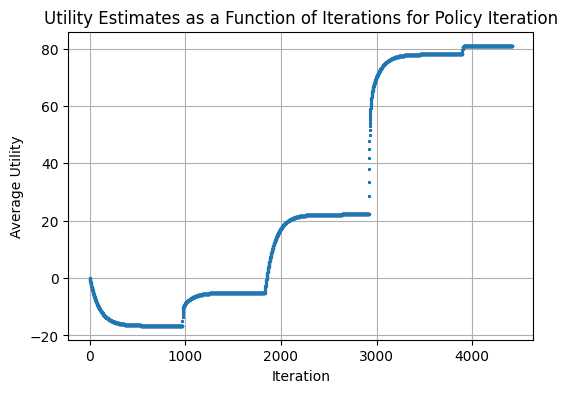 Utility Estimates as a Function of Iterations for Policy Iteration
80
60
40
20
0
−20
Average Utility
0 1000 2000 3000 4000
Iteration